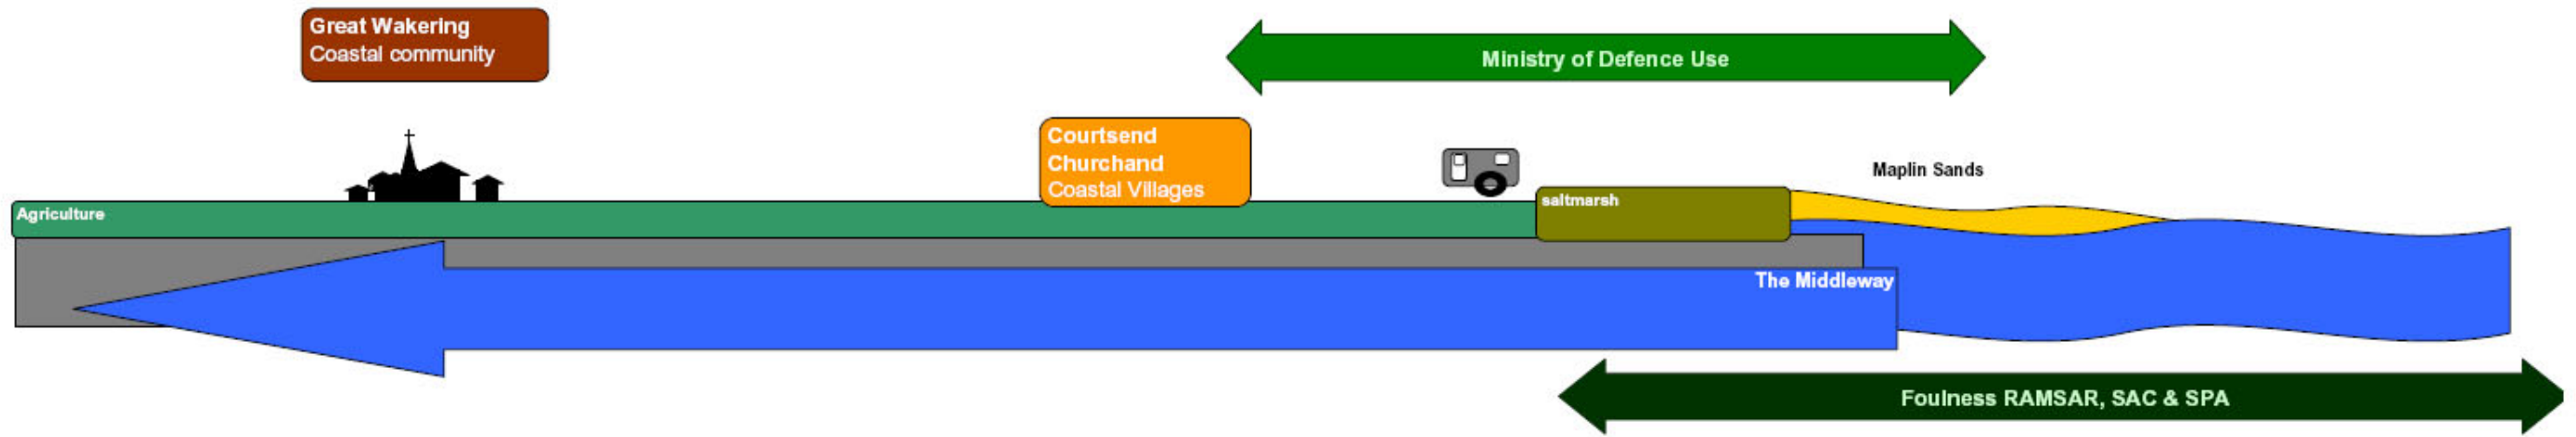 Great Wakering
Coastal community
Ministry of Defence Use
Courtsend
Churchand
Coastal Villages
Maplin Sands
Agriculture
saltmarsh
The Middleway
Foulness RAMSAR, SAC & SPA